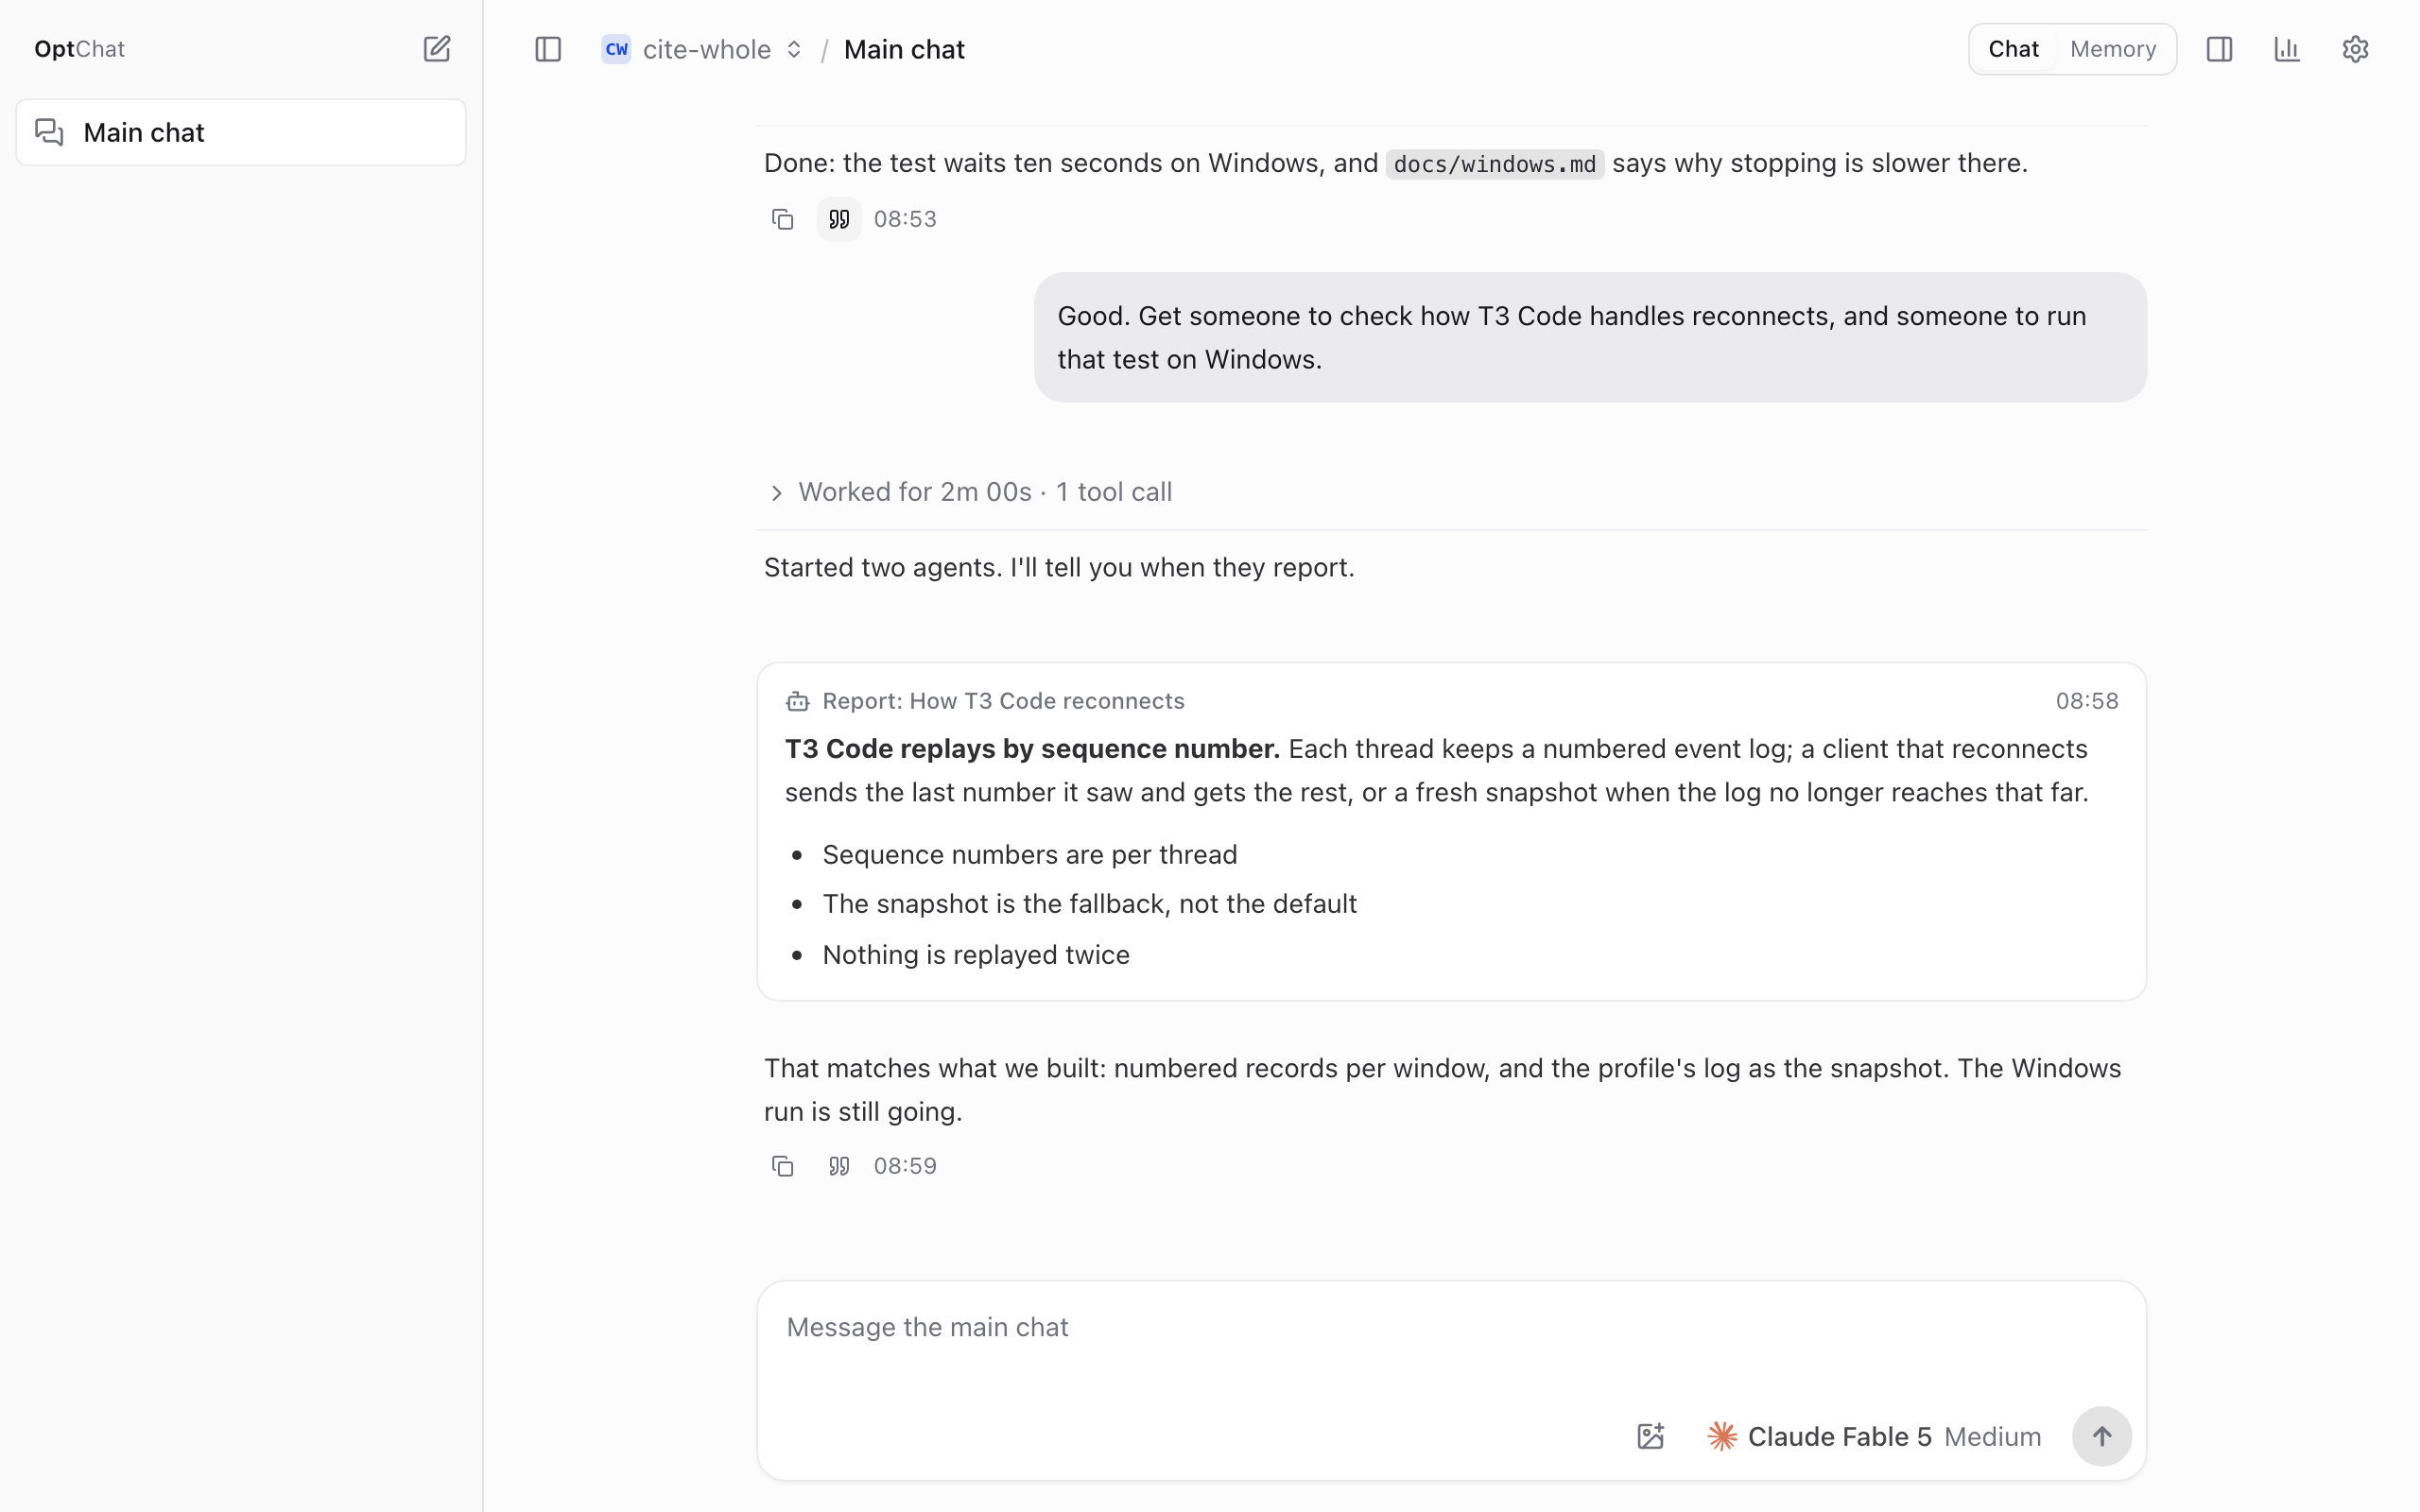 OptChat
CW cite-whole / Main chat
Chat Memory
Main chat
Done: the test waits ten seconds on Windows, and docs/windows.md says why stopping is slower there.
08:53
Good. Get someone to check how T3 Code handles reconnects, and someone to run
that test on Windows.
Worked for 2m 00s · 1 tool call
Started two agents. I'll tell you when they report.
Report: How T3 Code reconnects 08:58
T3 Code replays by sequence number. Each thread keeps a numbered event log; a client that reconnects
sends the last number it saw and gets the rest, or a fresh snapshot when the log no longer reaches that far.
• Sequence numbers are per thread
• The snapshot is the fallback, not the default
• Nothing is replayed twice
That matches what we built: numbered records per window, and the profile's log as the snapshot. The Windows
run is still going.
08:59
Message the main chat
Claude Fable 5 Medium